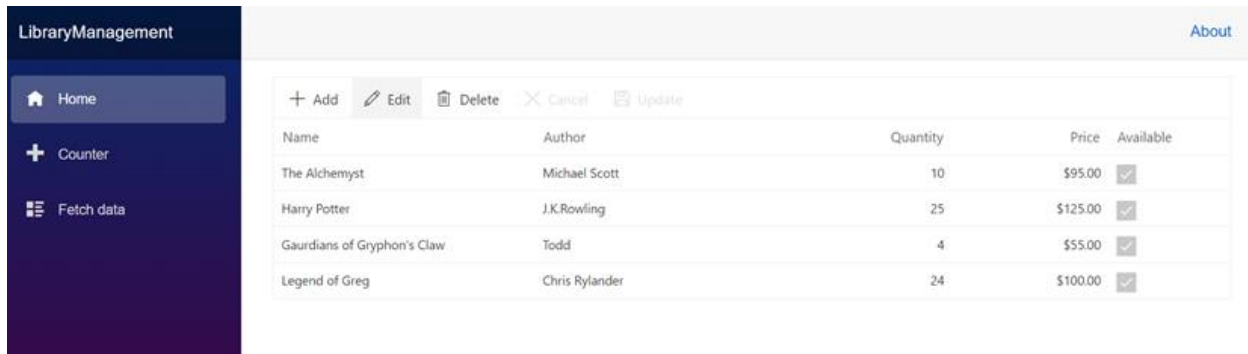 LibraryManagement
About
Home
Counter
Fetch data
Add Edit Delete Cancel Update
Name Author Quantity Price Available
The Alchemyst Michael Scott 10 $95.00
Harry Potter J.K.Rowling 25 $125.00
Gaurdians of Gryphon's Claw Todd 4 $55.00
Legend of Greg Chris Rylander 24 $100.00